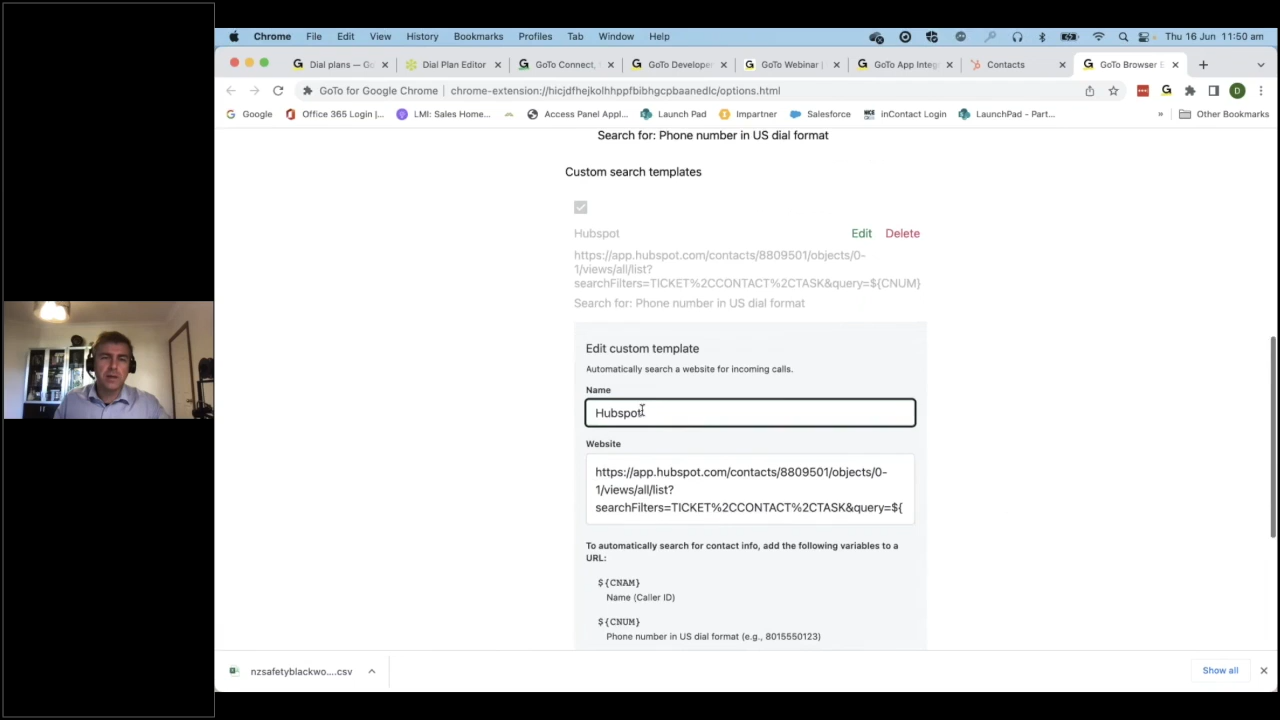 Chrome File Edit View History Bookmarks Profiles Tab Window Help Thu 16 Jun 11:50 am
Dial plans — Go Dial Plan Editor GoTo Connect, GoTo Develope GoTo Webinar | GoTo App Integ Contacts GoTo Browser E
GoTo for Google Chrome | chrome-extension://hicjdfhejkolhhppfbibhgcpbaanedlc/options.html
Google Office 365 Login |... LMI: Sales Home... Access Panel Appl... Launch Pad Impartner Salesforce inContact Login LaunchPad - Part... » Other Bookmarks
Search for: Phone number in US dial format
Custom search templates
Hubspot Edit Delete
https://app.hubspot.com/contacts/8809501/objects/0-
1/views/all/list?
searchFilters=TICKET%2CCONTACT%2CTASK&query=${CNUM}
Search for: Phone number in US dial format
Edit custom template
Automatically search a website for incoming calls.
Name
Hubspot
Website
https://app.hubspot.com/contacts/8809501/objects/0-
1/views/all/list?
searchFilters=TICKET%2CCONTACT%2CTASK&query=${
To automatically search for contact info, add the following variables to a
URL:
${CNAM}
Name (Caller ID)
${CNUM}
Phone number in US dial format (e.g., 8015550123)
nzsafetyblackwo....csv Show all